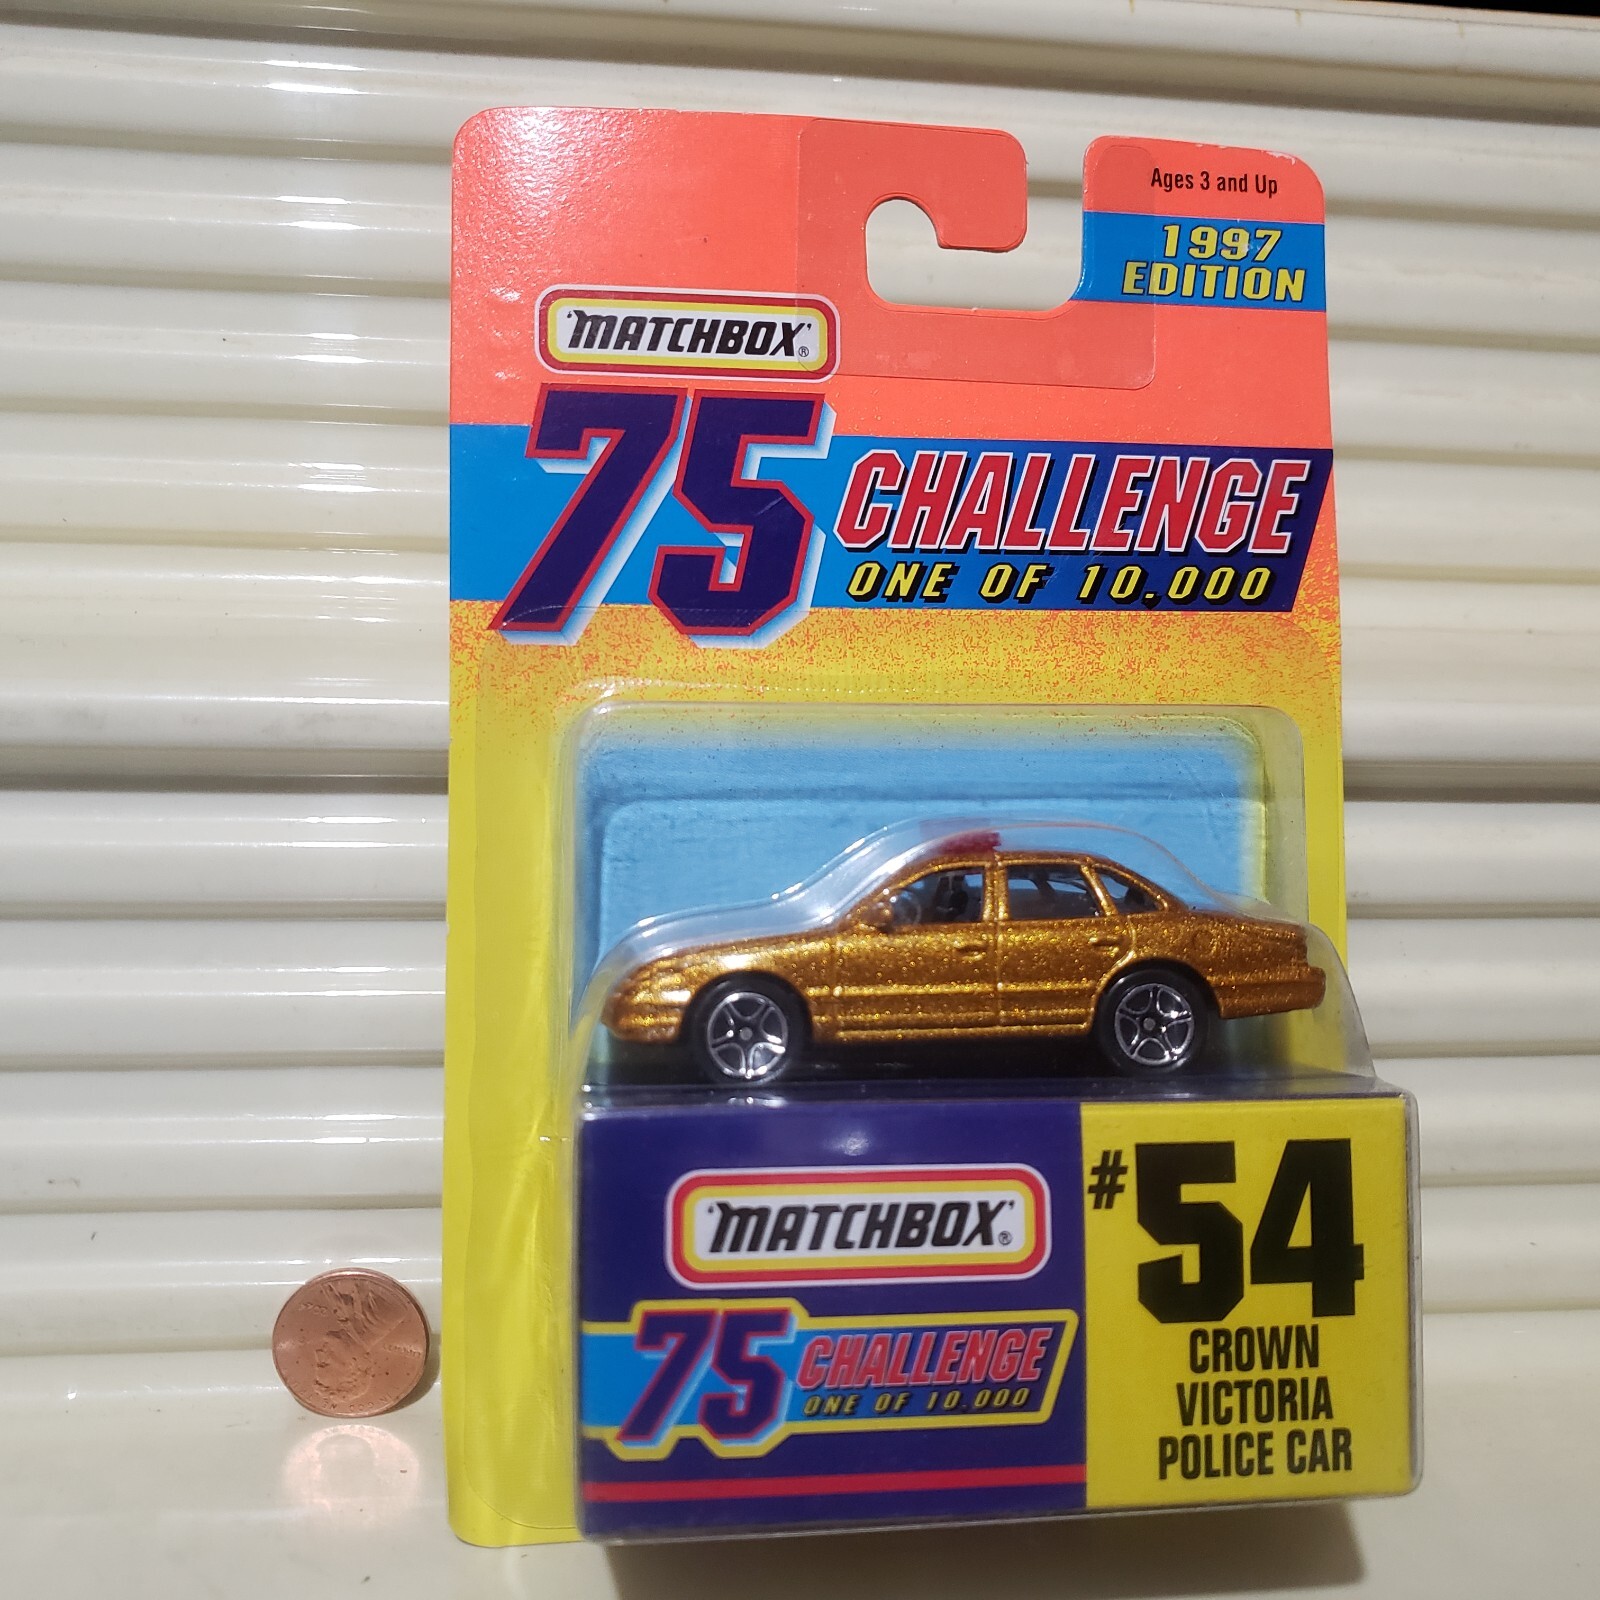 Ages 3 and Up
1997
EDITION
'MATCHBOX'®
75
CHALLENGE
ONE OF 10,000
'MATCHBOX'®
75
CHALLENGE
ONE OF 10,000
#54
CROWN
VICTORIA
POLICE CAR